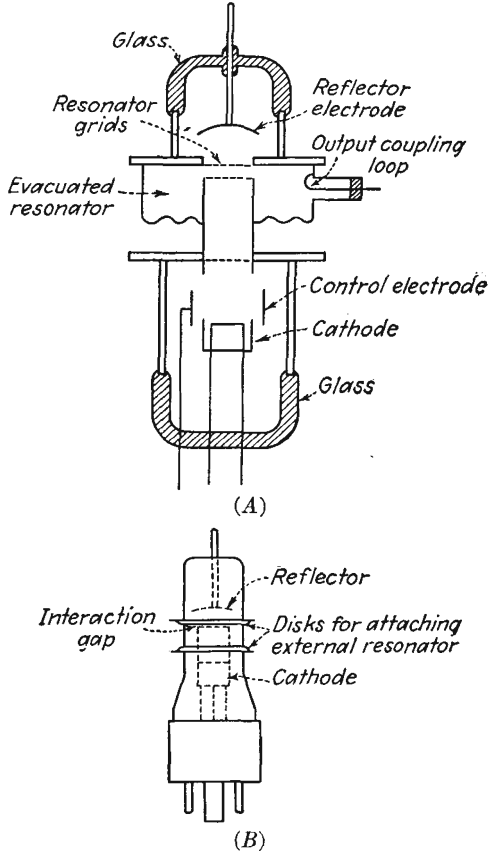 Glass
Reflector
electrode
Resonator
grids
Output coupling
loop
Evacuated
resonator
Control electrode
Cathode
Glass
(A)
Reflector
Interaction
gap
Disks for attaching
external resonator
Cathode
(B)